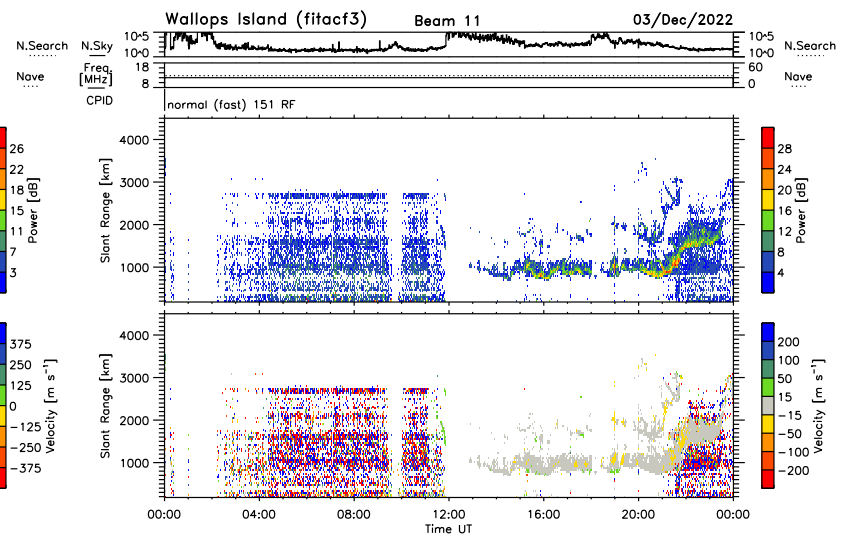 Wallops Island (fitacf3) Beam 11 03/Dec/2022
N.Search N.Sky 10^5 10^0 10^5 10^0 N.Search
Nave Freq. [MHz] 18 8 60 0 Nave
CPID normal (fast) 151 RF
Power [dB] 26 22 18 15 11 7 3
Slant Range [km] 4000 3000 2000 1000
Power [dB] 28 24 20 16 12 8 4
Velocity [m s⁻¹] 375 250 125 0 −125 −250 −375
Slant Range [km] 4000 3000 2000 1000
Velocity [m s⁻¹] 200 100 50 15 −15 −50 −100 −200
00:00 04:00 08:00 12:00 16:00 20:00 00:00
Time UT